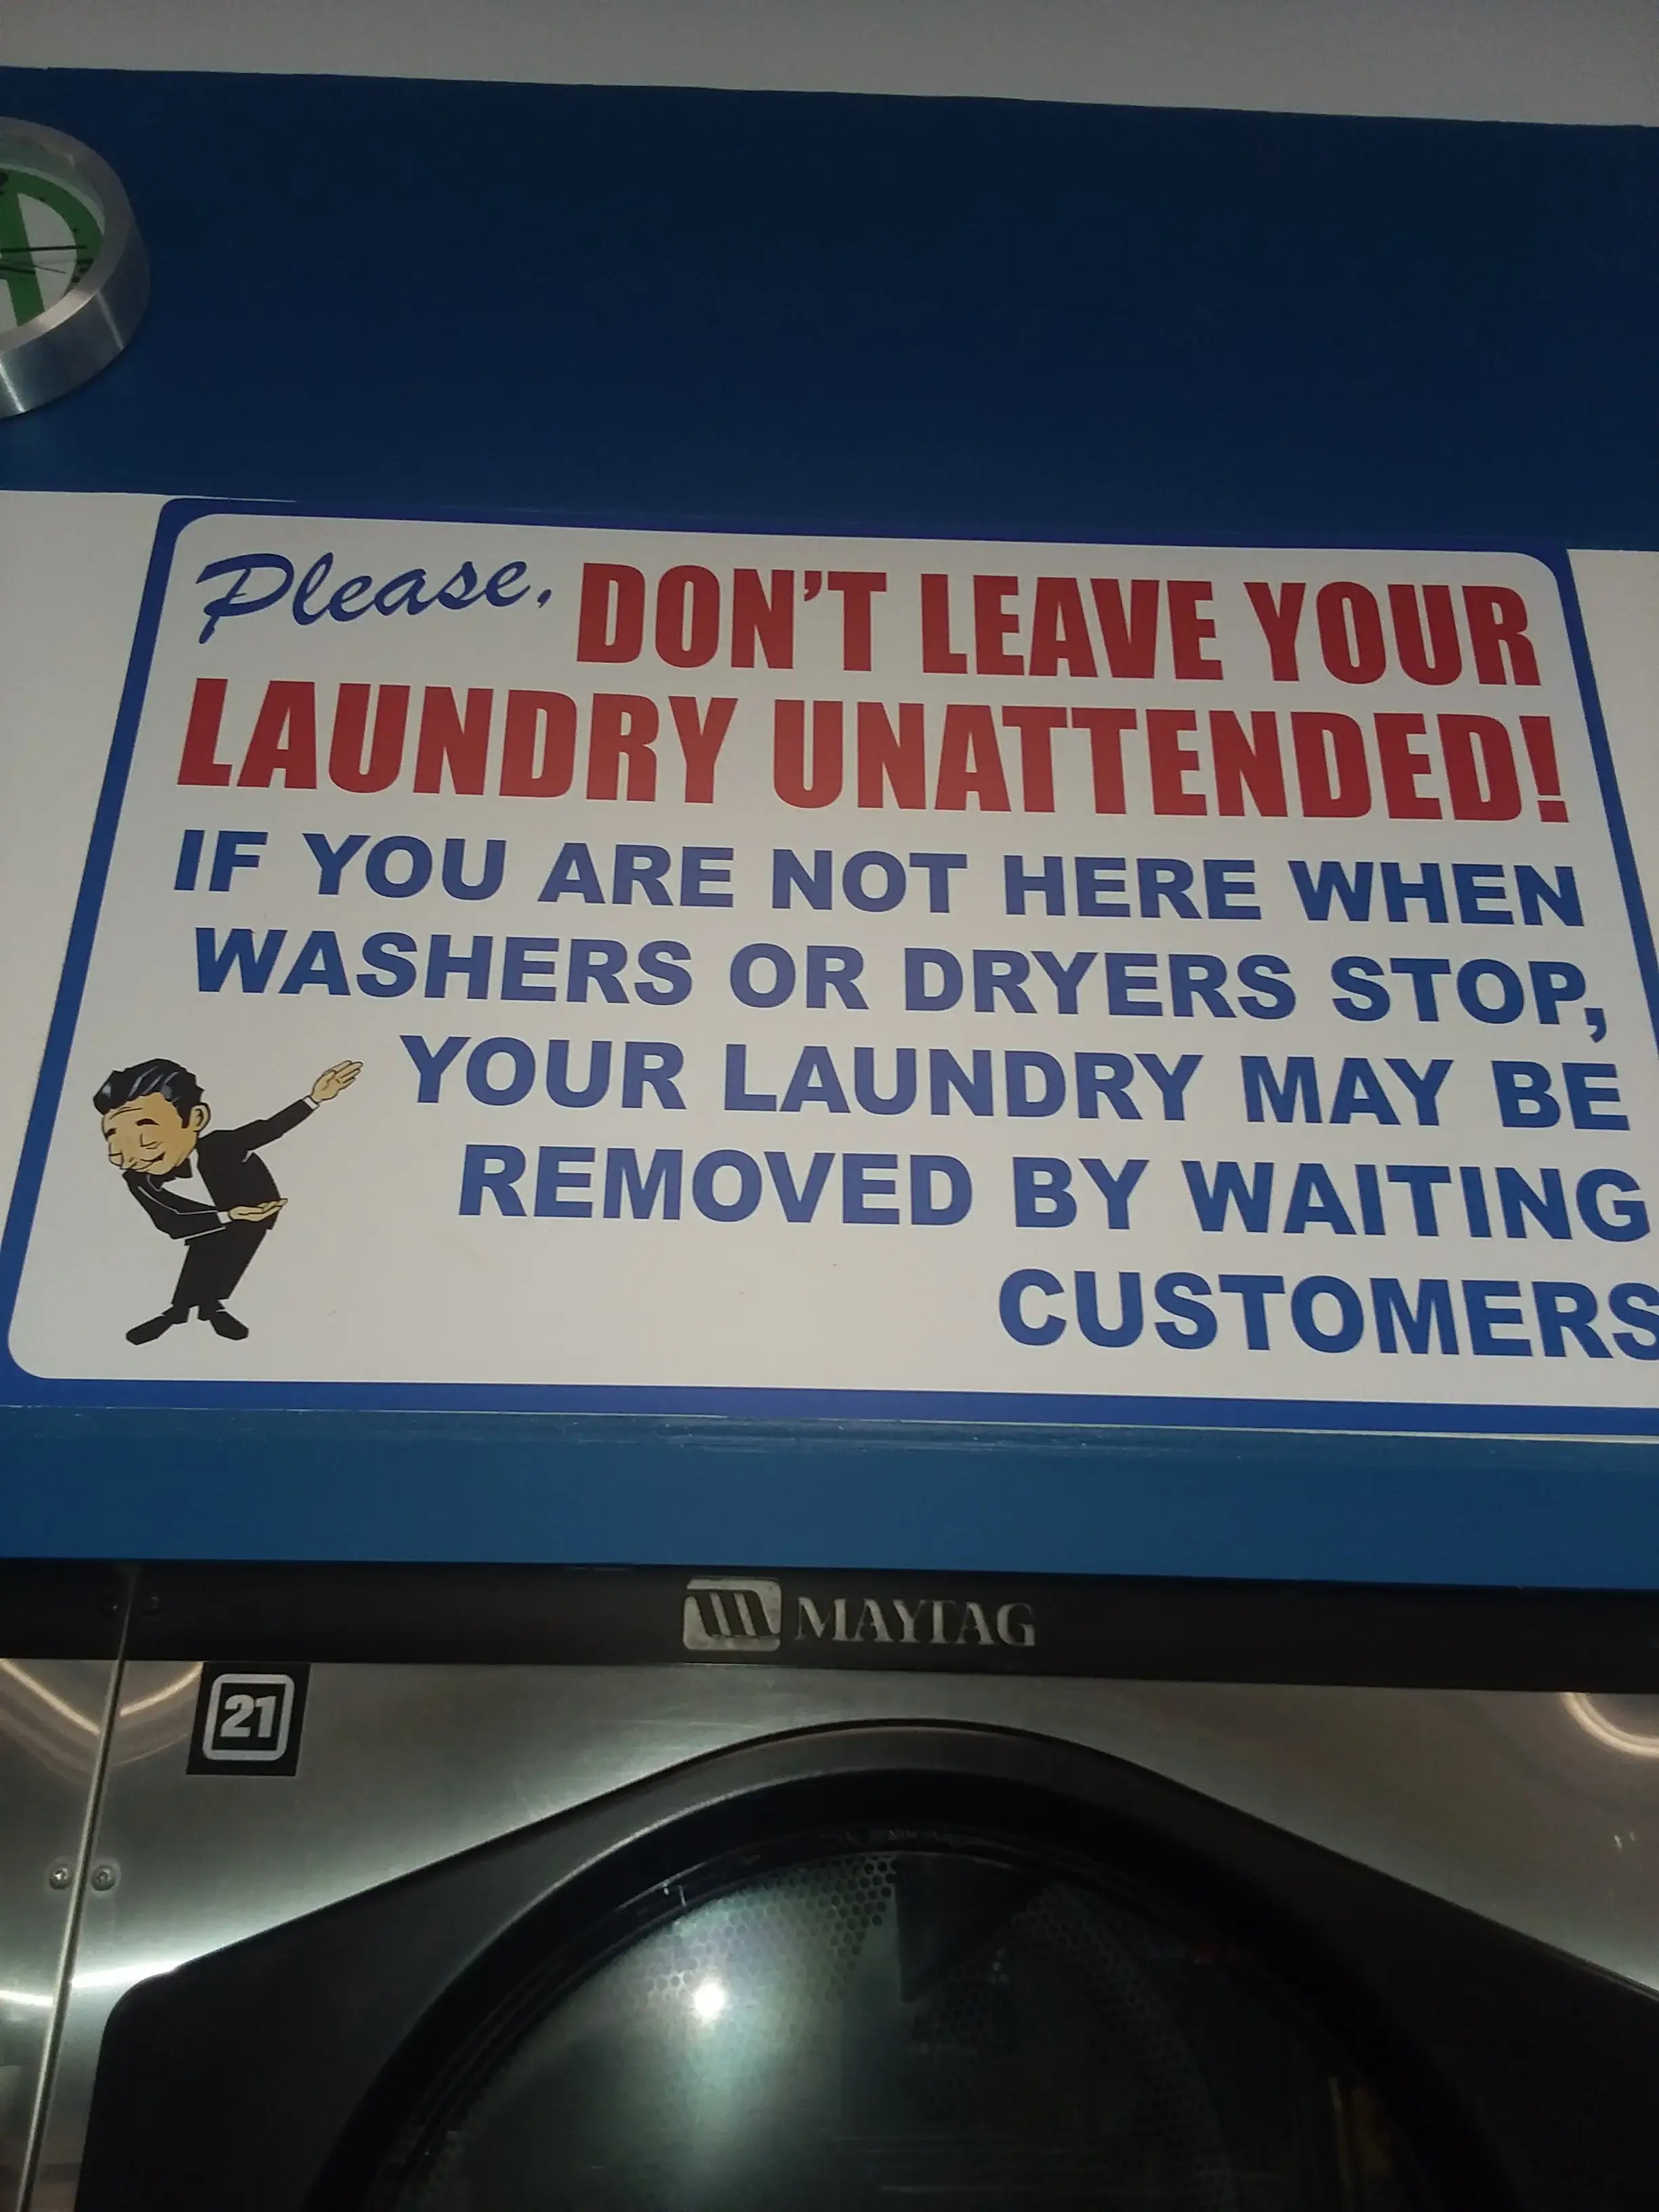 Please, DON'T LEAVE YOUR
LAUNDRY UNATTENDED!
IF YOU ARE NOT HERE WHEN
WASHERS OR DRYERS STOP,
YOUR LAUNDRY MAY BE
REMOVED BY WAITING
CUSTOMERS
MAYTAG
21